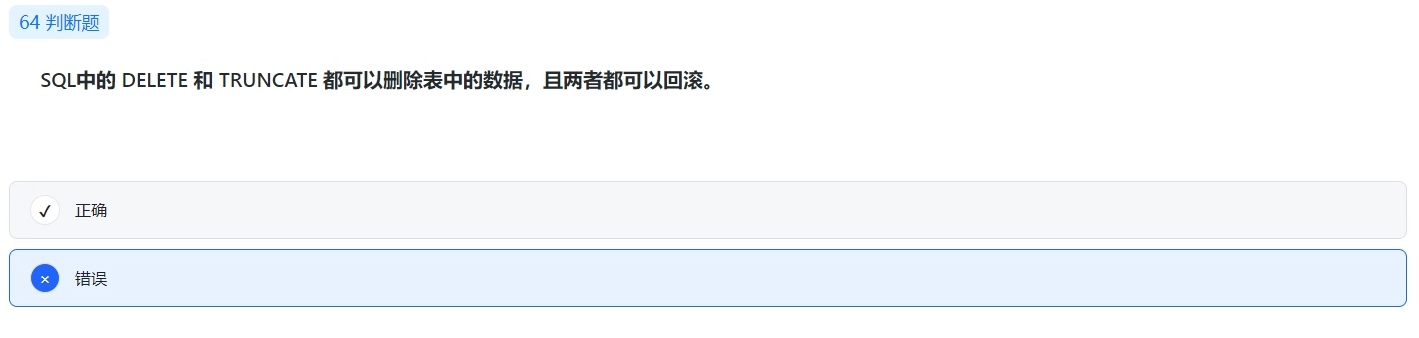 64 判断题
SQL中的 DELETE 和 TRUNCATE 都可以删除表中的数据，且两者都可以回滚。
✓ 正确
× 错误